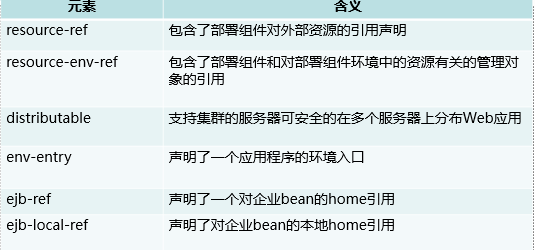 元素 含义
resource-ref 包含了部署组件对外部资源的引用声明
resource-env-ref 包含了部署组件和对部署组件环境中的资源有关的管理对
象的引用
distributable 支持集群的服务器可安全的在多个服务器上分布Web应用
env-entry 声明了一个应用程序的环境入口
ejb-ref 声明了一个对企业bean的home引用
ejb-local-ref 声明了对企业bean的本地home引用